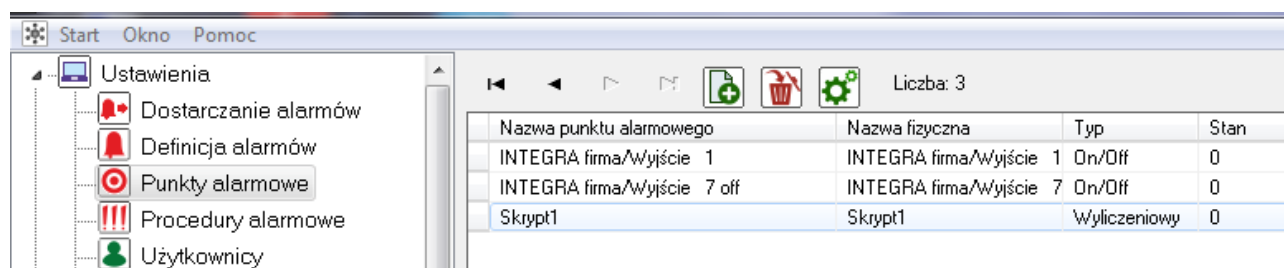 Start Okno Pomoc
Ustawienia
Dostarczanie alarmów
Definicja alarmów
Punkty alarmowe
Procedury alarmowe
Użytkownicy
Liczba: 3
Nazwa punktu alarmowego Nazwa fizyczna Typ Stan
INTEGRA firma/Wyjście 1 INTEGRA firma/Wyjście 1 On/Off 0
INTEGRA firma/Wyjście 7 off INTEGRA firma/Wyjście 7 On/Off 0
Skrypt1 Skrypt1 Wyliczeniowy 0